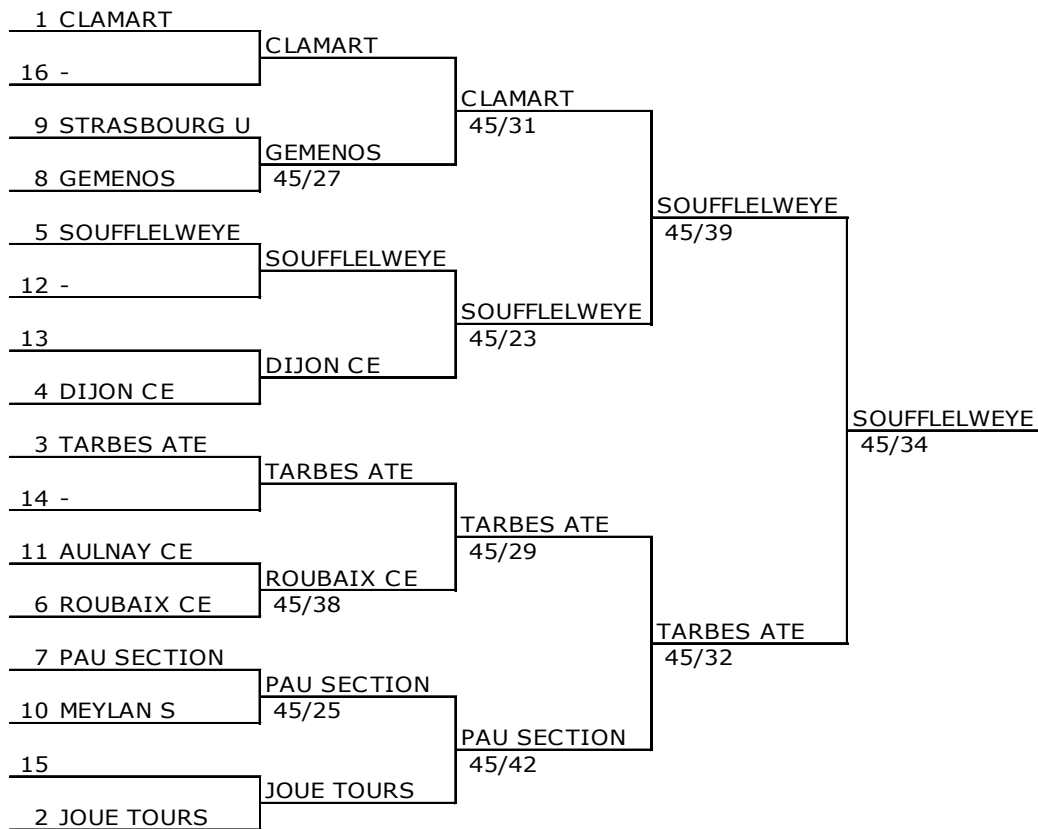 1 CLAMART
CLAMART
16 -
CLAMART
45/31
9 STRASBOURG U
GEMENOS
45/27
8 GEMENOS
SOUFFLELWEYE
45/39
5 SOUFFLELWEYE
SOUFFLELWEYE
12 -
SOUFFLELWEYE
45/23
13
DIJON CE
4 DIJON CE
SOUFFLELWEYE
45/34
3 TARBES ATE
TARBES ATE
14 -
TARBES ATE
45/29
11 AULNAY CE
ROUBAIX CE
45/38
6 ROUBAIX CE
TARBES ATE
45/32
7 PAU SECTION
PAU SECTION
45/25
10 MEYLAN S
PAU SECTION
45/42
15
JOUE TOURS
2 JOUE TOURS